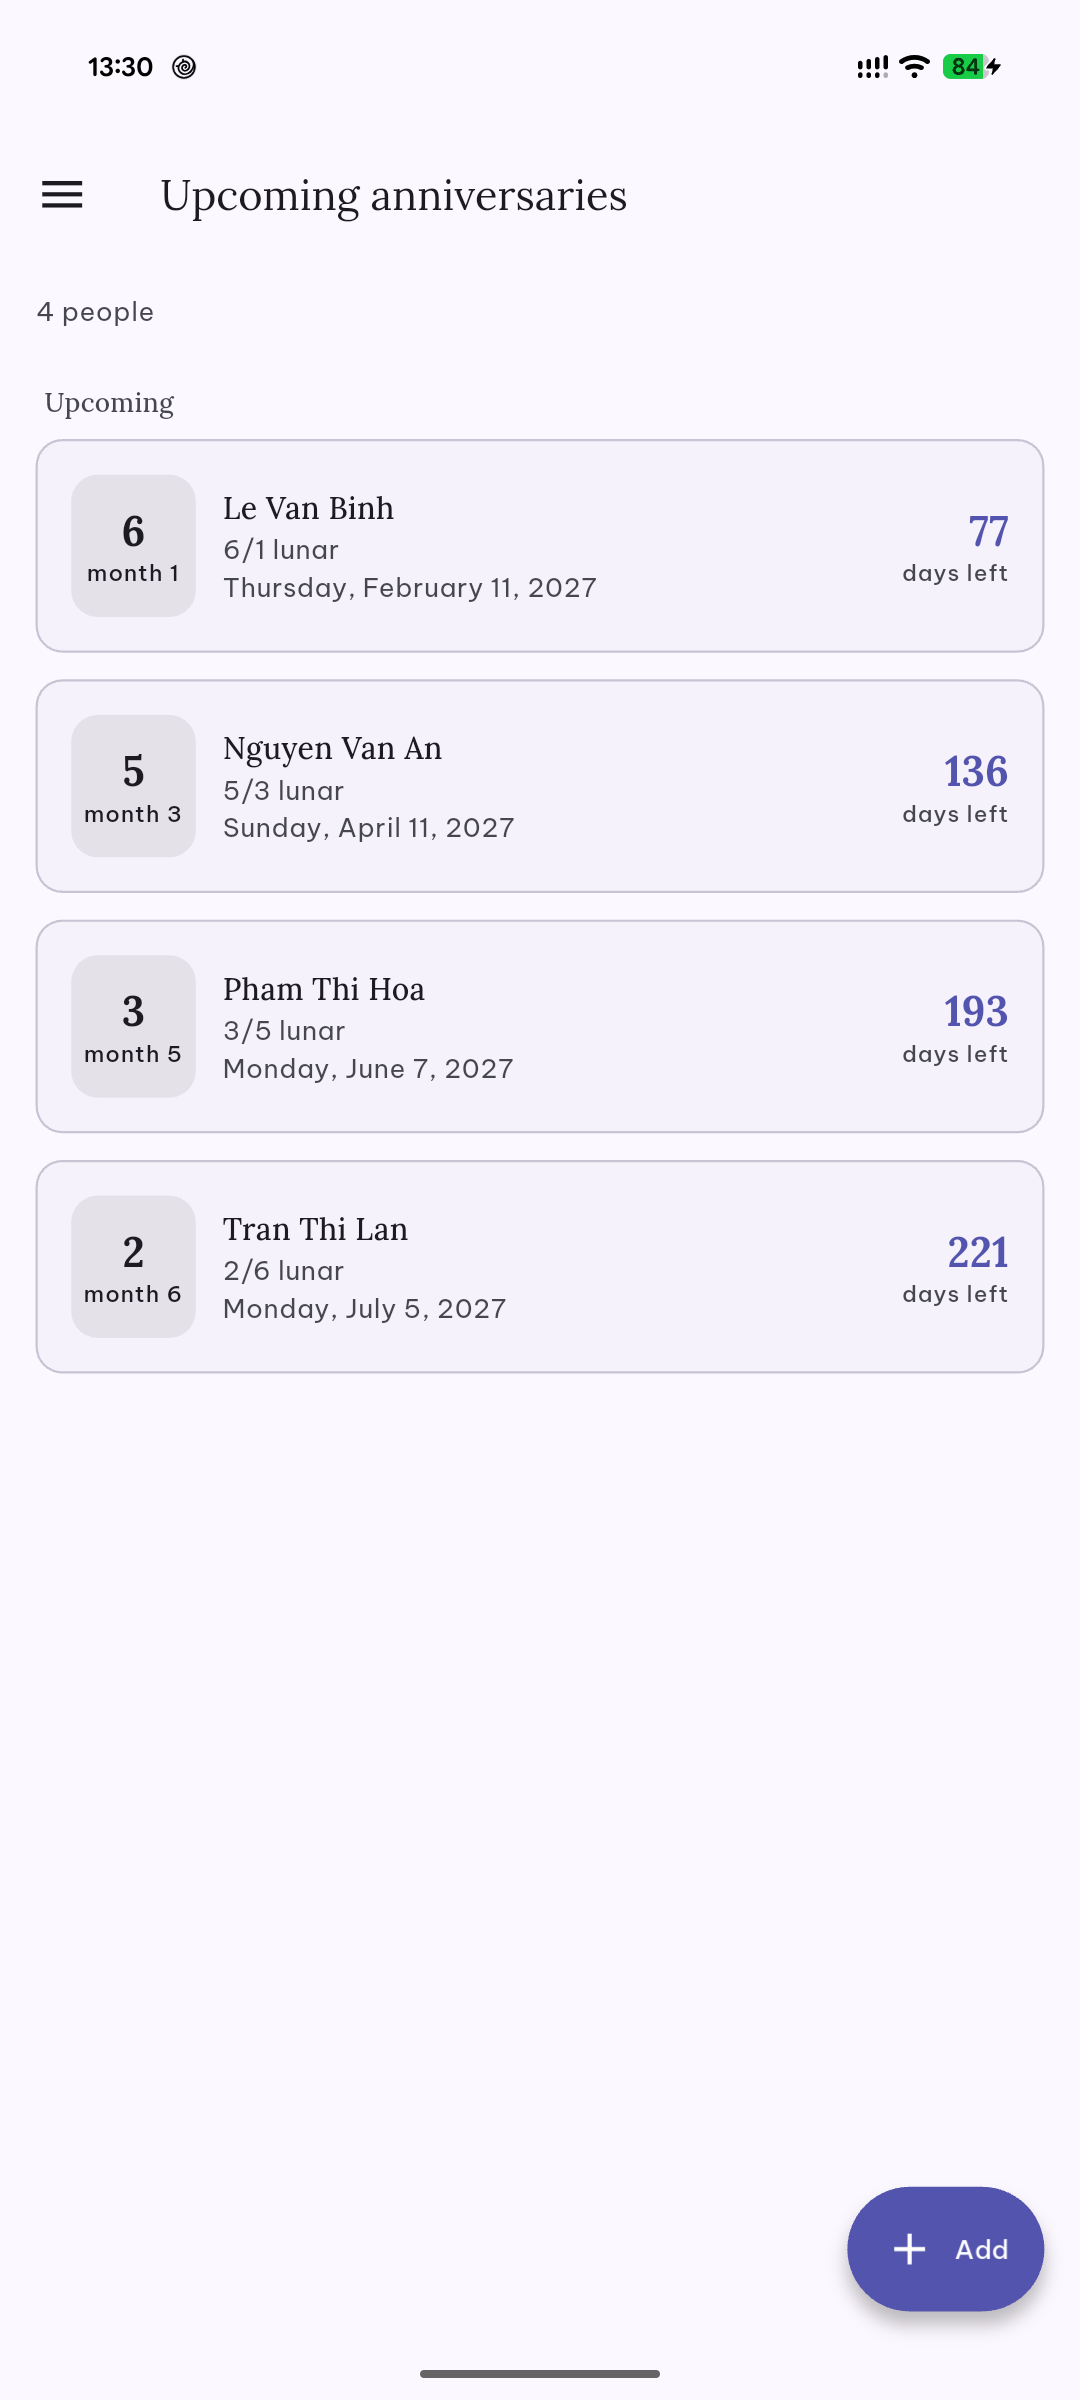 13:30
84
Upcoming anniversaries
4 people
Upcoming
6
month 1
Le Van Binh
6/1 lunar
Thursday, February 11, 2027
77
days left
5
month 3
Nguyen Van An
5/3 lunar
Sunday, April 11, 2027
136
days left
3
month 5
Pham Thi Hoa
3/5 lunar
Monday, June 7, 2027
193
days left
2
month 6
Tran Thi Lan
2/6 lunar
Monday, July 5, 2027
221
days left
Add